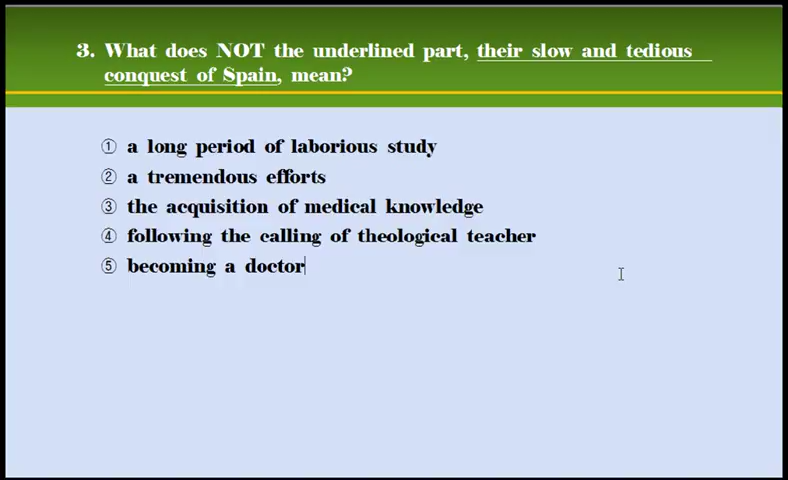 3. What does NOT the underlined part, their slow and tedious
conquest of Spain, mean?
① a long period of laborious study
② a tremendous efforts
③ the acquisition of medical knowledge
④ following the calling of theological teacher
⑤ becoming a doctor